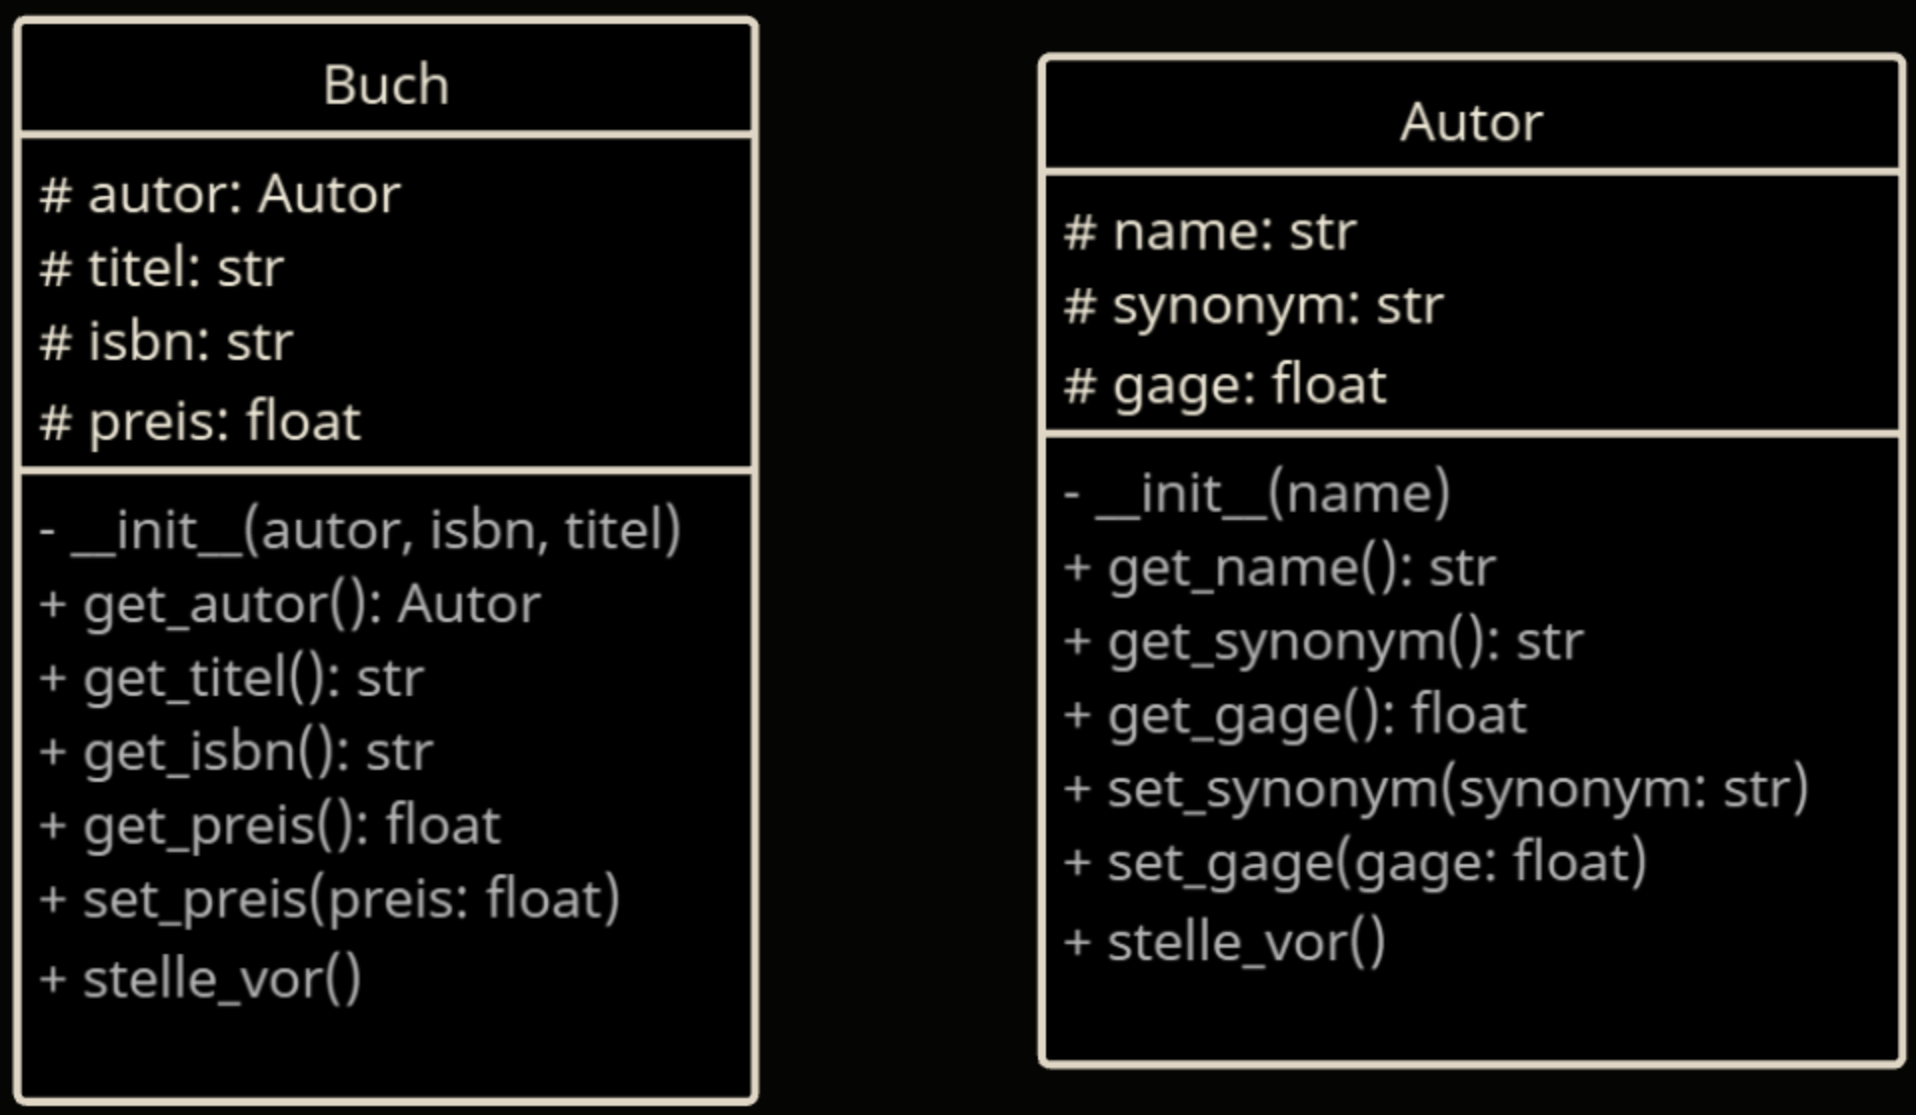 Buch
# autor: Autor
# titel: str
# isbn: str
# preis: float
- __init__(autor, isbn, titel)
+ get_autor(): Autor
+ get_titel(): str
+ get_isbn(): str
+ get_preis(): float
+ set_preis(preis: float)
+ stelle_vor()
Autor
# name: str
# synonym: str
# gage: float
- __init__(name)
+ get_name(): str
+ get_synonym(): str
+ get_gage(): float
+ set_synonym(synonym: str)
+ set_gage(gage: float)
+ stelle_vor()